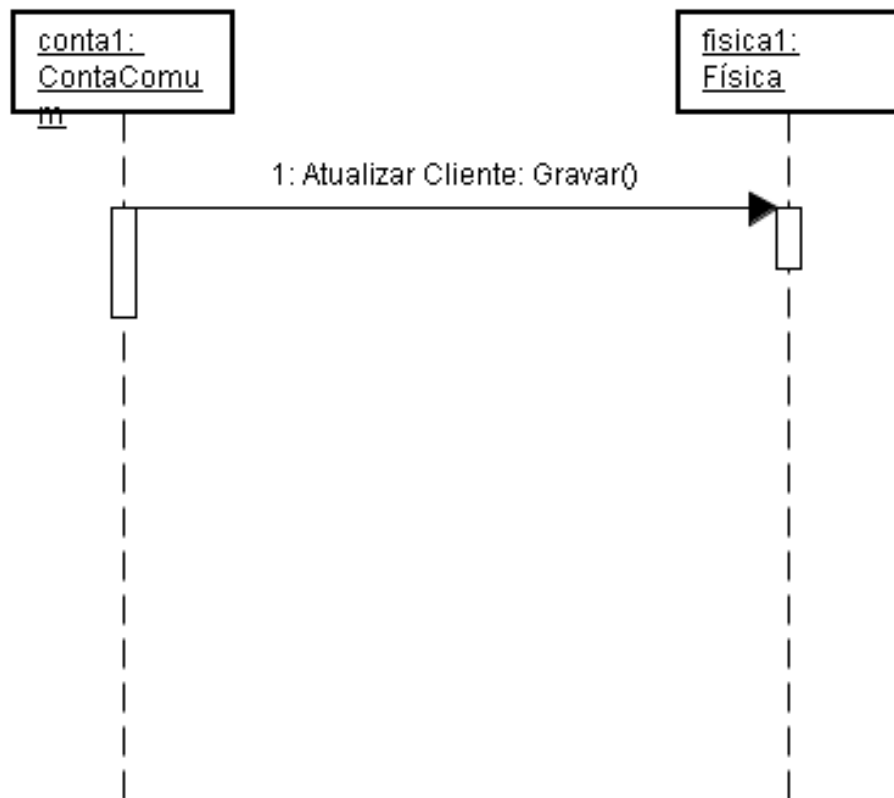 conta1:
ContaComu
m
fisica1:
Física
1: Atualizar Cliente: Gravar()